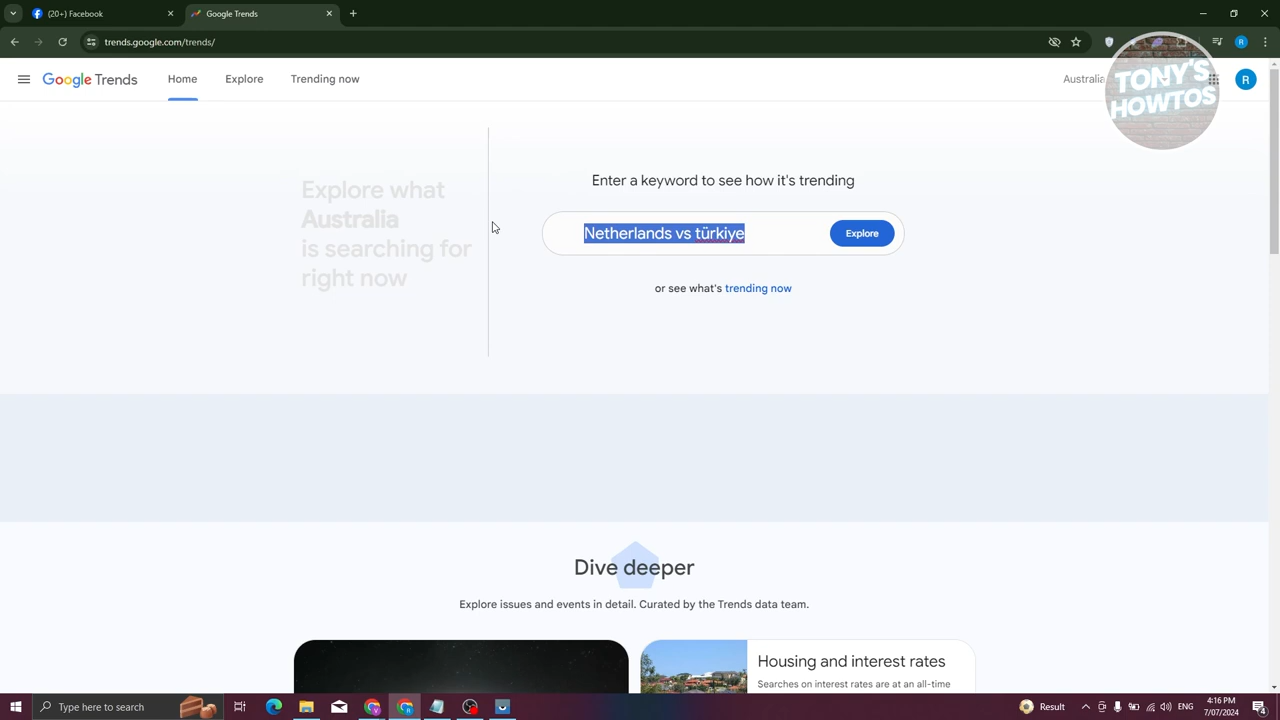 (20+) Facebook
Google Trends
trends.google.com/trends/
R
Google Trends
Home
Explore
Trending now
Australia
R
TONY'S
HOWTOS
Explore what
Australia
is searching for
right now
Enter a keyword to see how it's trending
Netherlands vs türkiye
Explore
or see what's trending now
Dive deeper
Explore issues and events in detail. Curated by the Trends data team.
Housing and interest rates
Searches on interest rates are at an all-time
Type here to search
Result
ENG
4:16 PM
7/07/2024
4